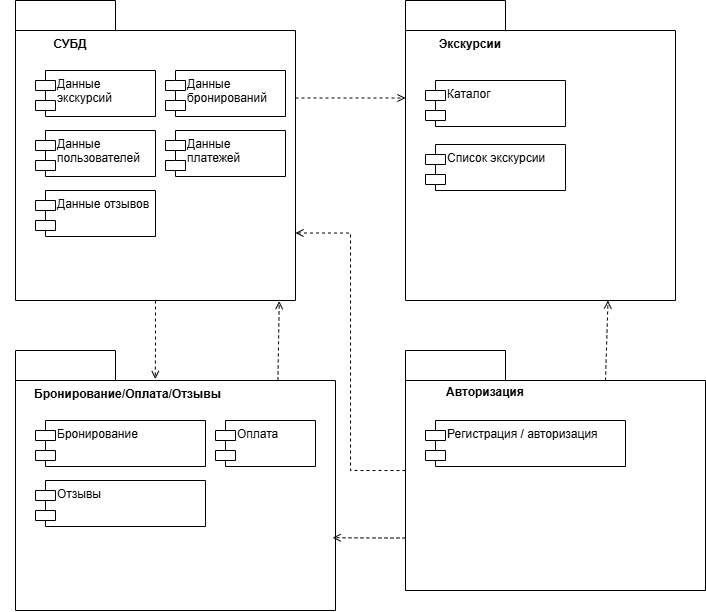 СУБД
Данные
экскурсий
Данные
бронирований
Данные
пользователей
Данные
платежей
Данные отзывов
Экскурсии
Каталог
Список экскурсии
Бронирование/Оплата/Отзывы
Бронирование
Оплата
Отзывы
Авторизация
Регистрация / авторизация